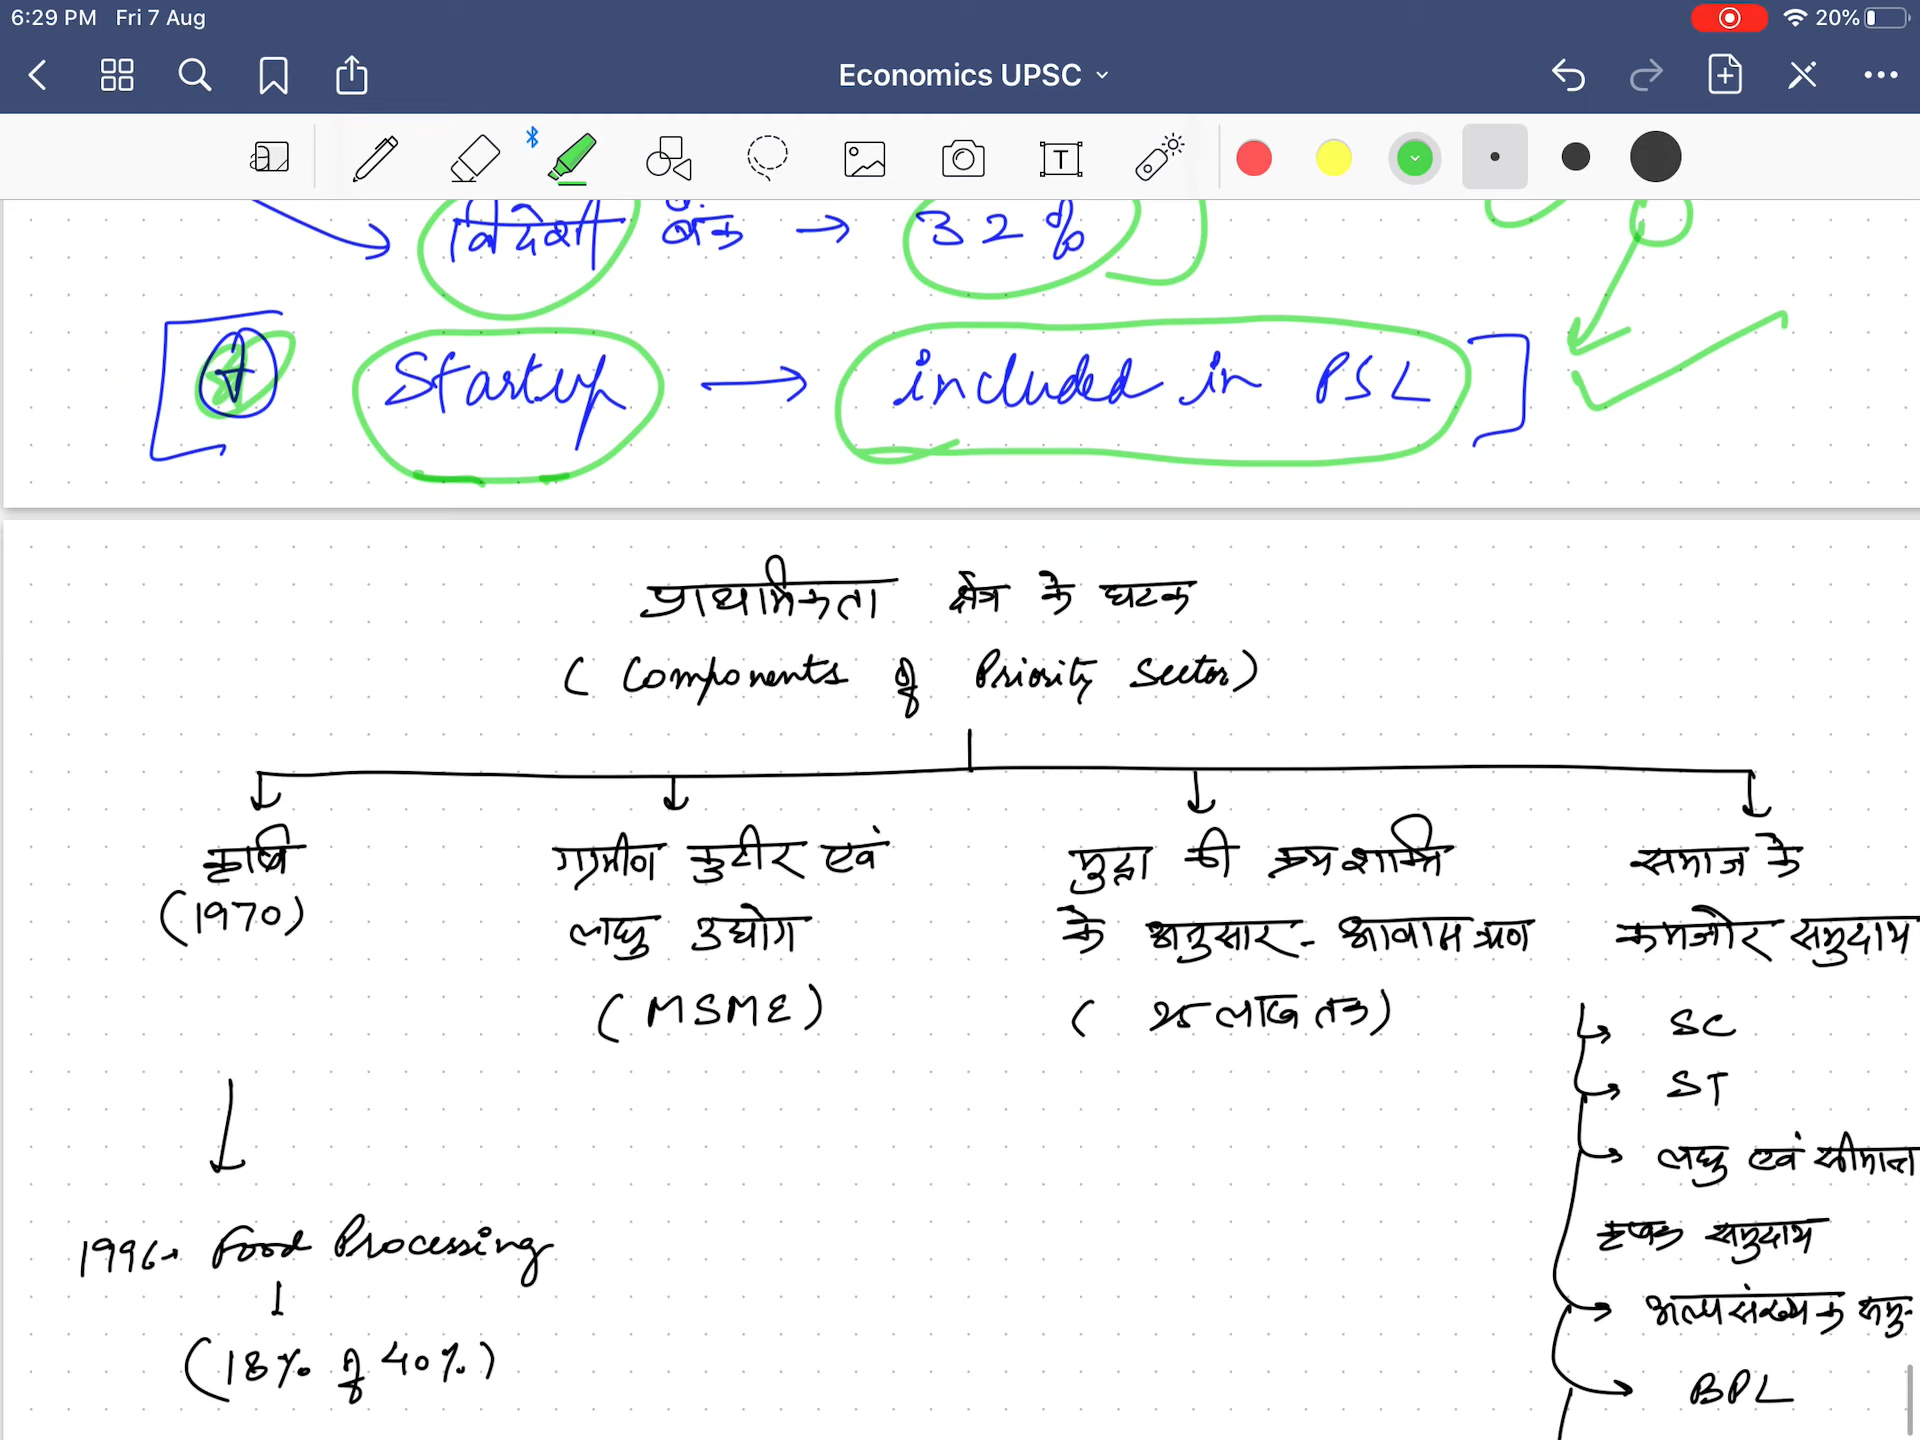 6:29 PM Fri 7 Aug
20%
Economics UPSC
विदेशी बैंक → 32%
Startup → included in PSL
प्राथमिकता क्षेत्र के घटक
(Components of Priority Sector)
कृषि
(1970)
ग्रामीण कुटीर एवं
लघु उद्योग
(MSME)
मुद्रा की क्रयशक्ति
के अनुसार - आवास ऋण
(25 लाख तक)
समाज के
कमजोर समुदाय
SC
ST
लघु एवं सीमान्त
कृषक समुदाय
अल्पसंख्यक समु.
BPL
1996 → Food Processing
(18% of 40%)